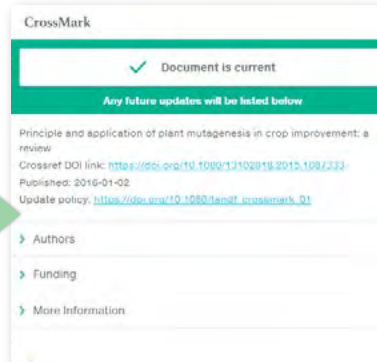 CrossMark
Document is current
Any future updates will be listed below
Principle and application of plant mutagenesis in crop improvement: a
review
Crossref DOI link: https://doi.org/10.1080/13102818.2015.1087333
Published: 2016-01-02
Update policy: https://doi.org/10.1080/tandf_crossmark_01
Authors
Funding
More Information